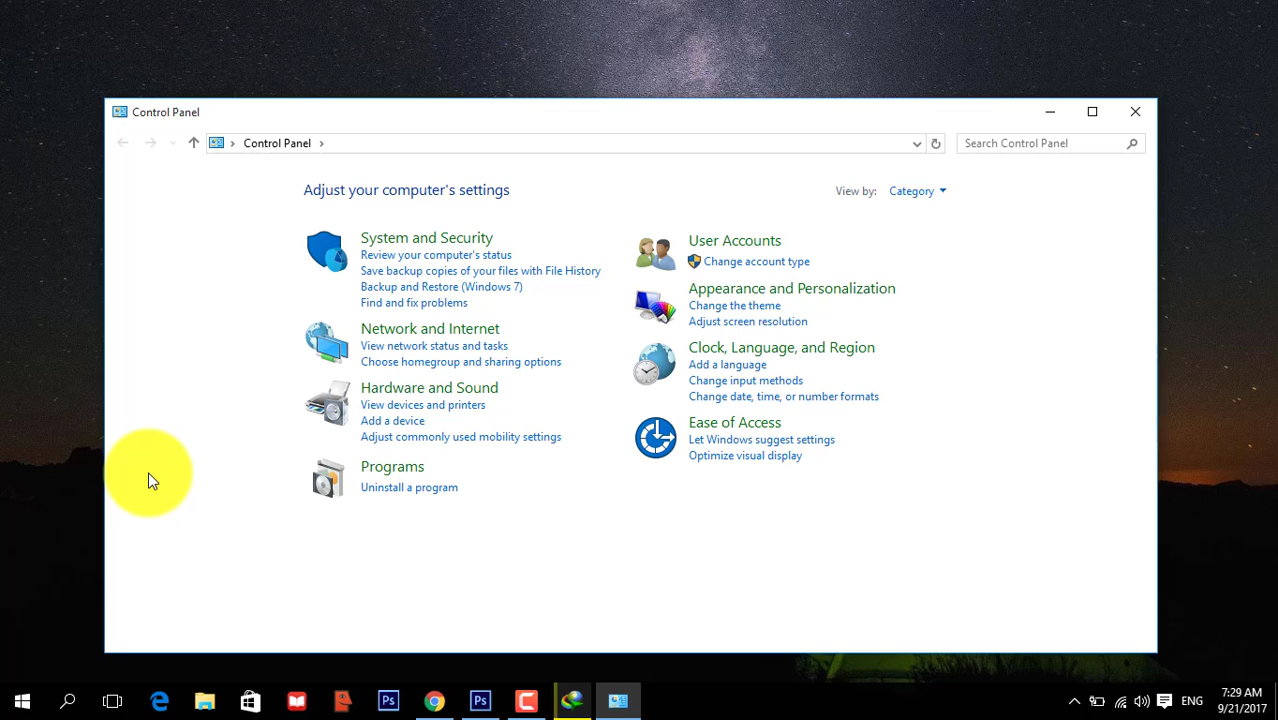 Control Panel
Control Panel
Search Control Panel
Adjust your computer's settings
View by: Category
System and Security
Review your computer's status
Save backup copies of your files with File History
Backup and Restore (Windows 7)
Find and fix problems
Network and Internet
View network status and tasks
Choose homegroup and sharing options
Hardware and Sound
View devices and printers
Add a device
Adjust commonly used mobility settings
Programs
Uninstall a program
User Accounts
Change account type
Appearance and Personalization
Change the theme
Adjust screen resolution
Clock, Language, and Region
Add a language
Change input methods
Change date, time, or number formats
Ease of Access
Let Windows suggest settings
Optimize visual display
Ps
Ps
ENG
7:29 AM
9/21/2017